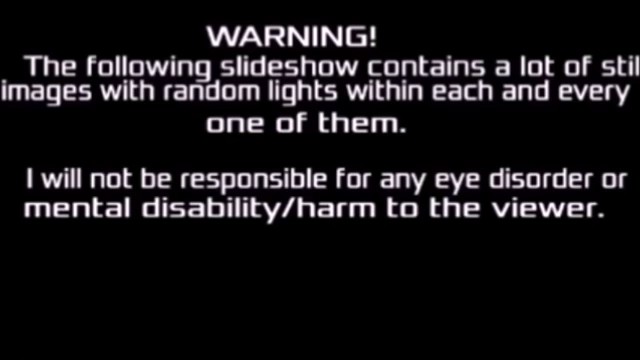 WARNING!
The following slideshow contains a lot of stil
images with random lights within each and every
one of them.
I will not be responsible for any eye disorder or
mental disability/harm to the viewer.